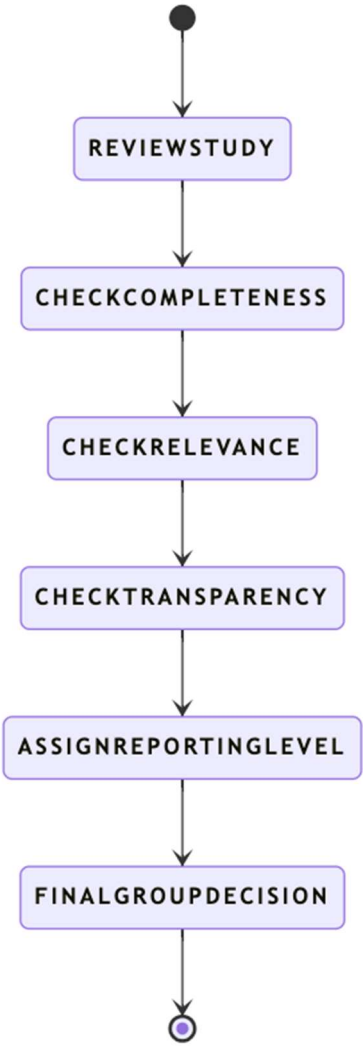 REVIEWSTUDY
CHECKCOMPLETENESS
CHECKRELEVANCE
CHECKTRANSPARENCY
ASSIGNREPORTINGLEVEL
FINALGROUPDECISION